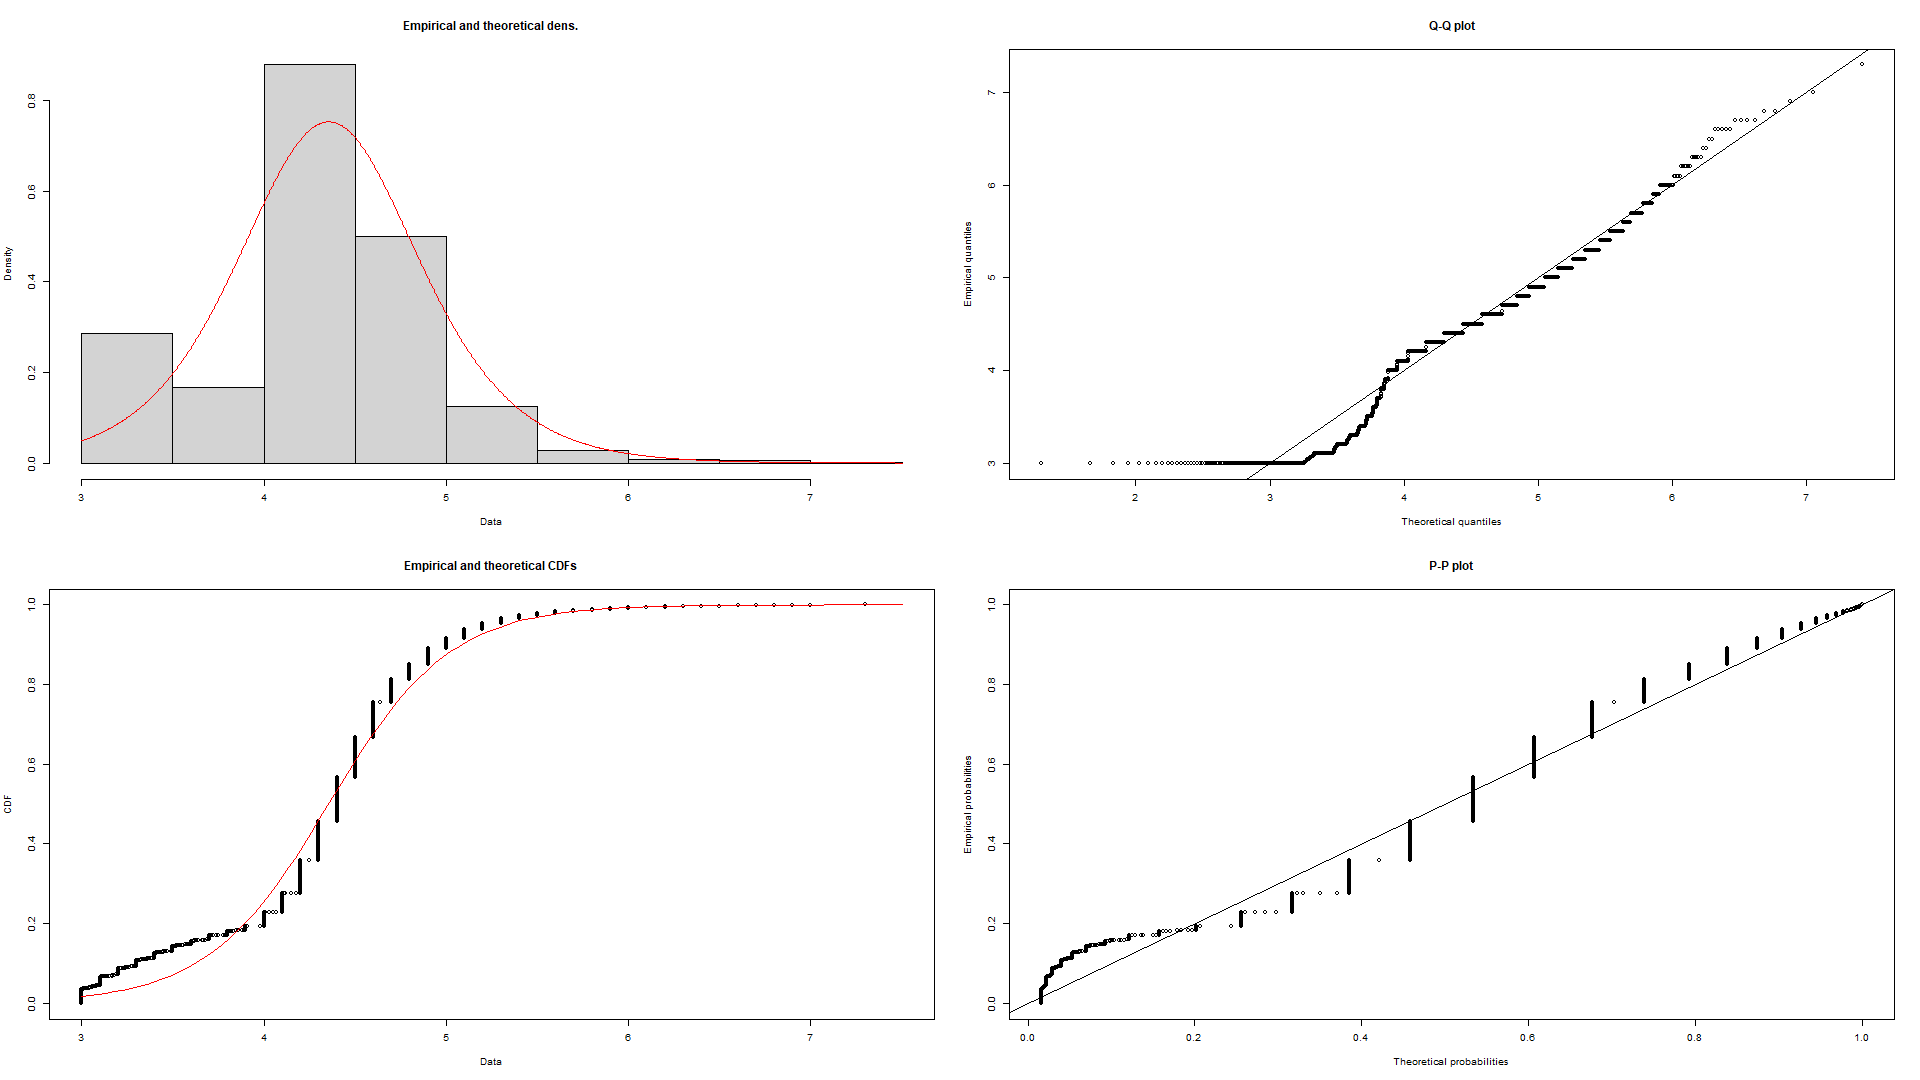 Empirical and theoretical dens.
Density
0.0 0.2 0.4 0.6 0.8
3 4 5 6 7
Data
Q-Q plot
Empirical quantiles
3 4 5 6 7
2 3 4 5 6 7
Theoretical quantiles
Empirical and theoretical CDFs
CDF
0.0 0.2 0.4 0.6 0.8 1.0
3 4 5 6 7
Data
P-P plot
Empirical probabilities
0.0 0.2 0.4 0.6 0.8 1.0
0.0 0.2 0.4 0.6 0.8 1.0
Theoretical probabilities